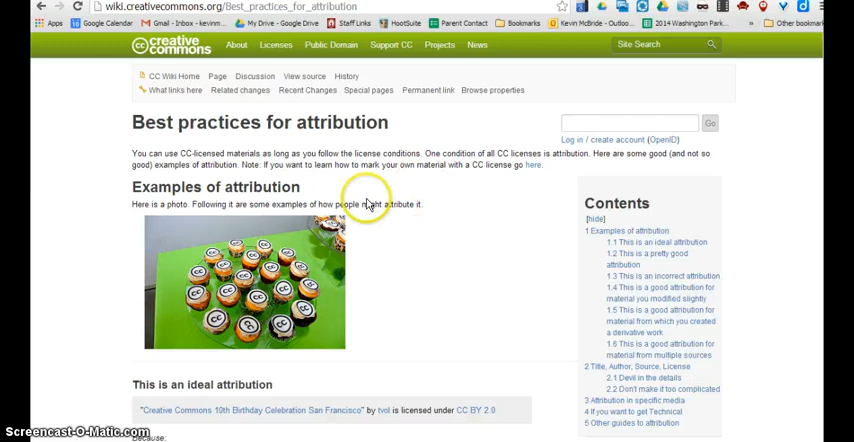 wiki.creativecommons.org/Best_practices_for_attribution
Apps Google Calendar Gmail - Inbox - kevinm... My Drive - Google Drive Staff Links HootSuite Parent Contact Bookmarks Kevin McBride - Outloo... 2014 Washington Park... Other bookmark
creative commons About Licenses Public Domain Support CC Projects News Site Search
CC Wiki Home Page Discussion View source History
What links here Related changes Recent Changes Special pages Permanent link Browse properties
Best practices for attribution
Go
Log in / create account (OpenID)
You can use CC-licensed materials as long as you follow the license conditions. One condition of all CC licenses is attribution. Here are some good (and not so
good) examples of attribution. Note: If you want to learn how to mark your own material with a CC license go here.
Examples of attribution
Here is a photo. Following it are some examples of how people might attribute it.
Contents
[hide]
1 Examples of attribution
1.1 This is an ideal attribution
1.2 This is a pretty good
attribution
1.3 This is an incorrect attribution
1.4 This is a good attribution for
material you modified slightly
1.5 This is a good attribution for
material from which you created
a derivative work
1.6 This is a good attribution for
material from multiple sources
2 Title, Author, Source, License
2.1 Devil in the details
2.2 Don't make it too complicated
3 Attribution in specific media
4 If you want to get Technical
5 Other guides to attribution
This is an ideal attribution
"Creative Commons 10th Birthday Celebration San Francisco" by tvol is licensed under CC BY 2.0
Because:
Screencast-O-Matic.com